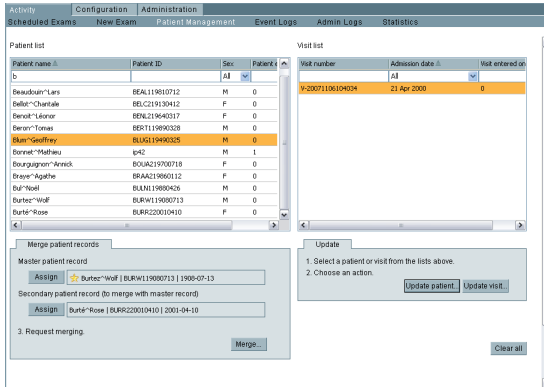 Activity Configuration Administration
Scheduled Exams New Exam Patient Management Event Logs Admin Logs Statistics
Patient list
Patient name Patient ID Sex Patient e
b All
Beaudouin^Lars BEAL119810712 M 0
Bellot^Chantale BELC219130412 F 0
Benoit^Léonor BENL219640317 F 0
Beron^Tomas BERT119890328 M 0
Blum^Geoffrey BLUG119490325 M 0
Bonnet^Mathieu ip42 M 1
Bourguignon^Annick BOUA219700718 F 0
Braye^Agathe BRAA219860112 F 0
Bul^Noël BULN119880426 M 0
Burtez^Wolf BURW119080713 M 0
Burté^Rose BURR220010410 F 0
Visit list
Visit number Admission date Visit entered on
All
V-20071106104034 21 Apr 2000 0
Merge patient records
Master patient record
Assign Burtez^Wolf | BURW119080713 | 1908-07-13
Secondary patient record (to merge with master record)
Assign Burté^Rose | BURR220010410 | 2001-04-10
3. Request merging.
Merge...
Update
1. Select a patient or visit from the lists above.
2. Choose an action.
Update patient... Update visit...
Clear all